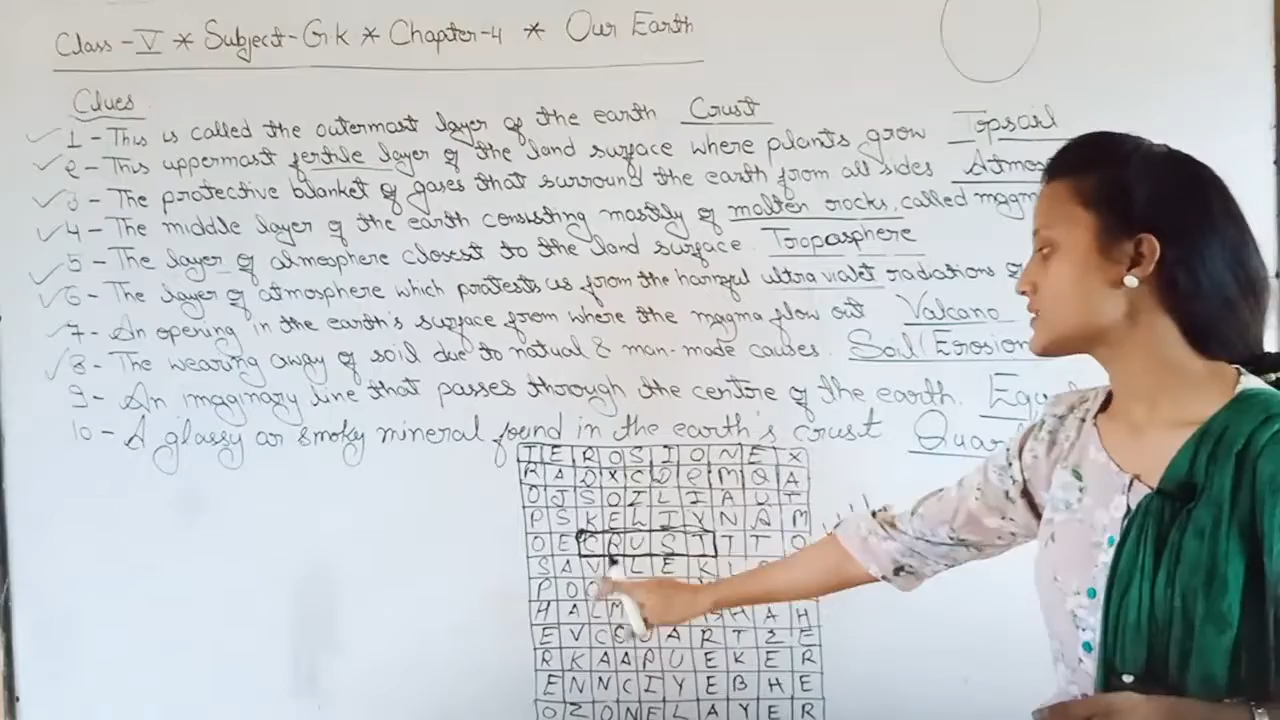 Class - V * Subject - G.k * Chapter-4 * Our Earth
Clues
1 - This is called the outermost layer of the earth Crust
2 - This uppermost fertile layer of the land surface where plants grow Topsoil
3 - The protective blanket of gases that surround the earth from all sides Atmos
4 - The middle layer of the earth consisting mostly of molten rocks, called magm
5 - The layer of atmosphere closest to the land surface. Troposphere
6 - The layer of atmosphere which protests us from the harmful ultra violet radiations
7 - An opening in the earth's surface from where the magma flow out Valcano
8 - The wearing away of soil due to natural & man-made causes. Soil (Erosion
9 - An imaginary line that passes through the centre of the earth. Equ
10 - A glassy or smoky mineral found in the earth's crust Quar
T E R O S I O N E X
B A D X C D P M Q A
O J S O I L I A U T
P S K E L I Y N A M
O E C R U S T T T O
S A V L E K
P O
H A L M H A H
E V C S U A R T Z E
R K A A P U E K E R
E N N C I Y E B H E
O Z O N E L A Y E R